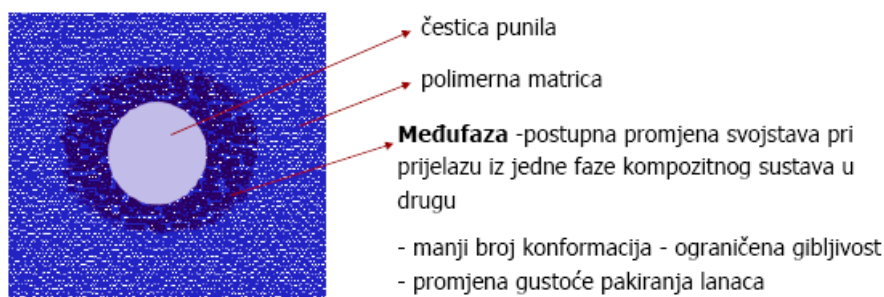 čestica punila
polimerna matrica
Međufaza -postupna promjena svojstava pri
prijelazu iz jedne faze kompozitnog sustava u
drugu
- manji broj konformacija - ograničena gibljivost
- promjena gustoće pakiranja lanaca